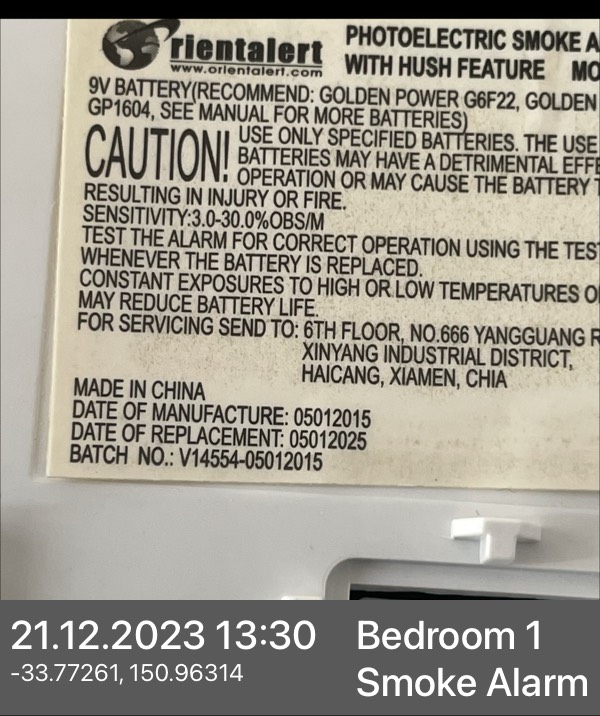 rientalert
www.orientalert.com
PHOTOELECTRIC SMOKE A
WITH HUSH FEATURE MO
9V BATTERY(RECOMMEND: GOLDEN POWER G6F22, GOLDEN
GP1604, SEE MANUAL FOR MORE BATTERIES)
CAUTION!
USE ONLY SPECIFIED BATTERIES. THE USE
BATTERIES MAY HAVE A DETRIMENTAL EFFE
OPERATION OR MAY CAUSE THE BATTERY T
RESULTING IN INJURY OR FIRE.
SENSITIVITY:3.0-30.0%OBS/M
TEST THE ALARM FOR CORRECT OPERATION USING THE TES
WHENEVER THE BATTERY IS REPLACED.
CONSTANT EXPOSURES TO HIGH OR LOW TEMPERATURES O
MAY REDUCE BATTERY LIFE.
FOR SERVICING SEND TO: 6TH FLOOR, NO.666 YANGGUANG R
XINYANG INDUSTRIAL DISTRICT,
HAICANG, XIAMEN, CHIA
MADE IN CHINA
DATE OF MANUFACTURE: 05012015
DATE OF REPLACEMENT: 05012025
BATCH NO.: V14554-05012015
21.12.2023 13:30
-33.77261, 150.96314
Bedroom 1
Smoke Alarm